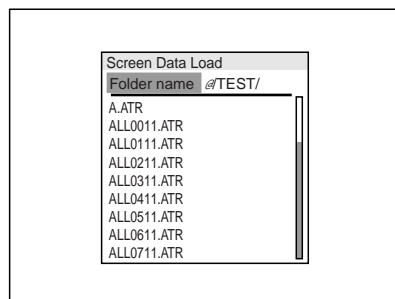 Screen Data Load
Folder name @/TEST/
A.ATR
ALL0011.ATR
ALL0111.ATR
ALL0211.ATR
ALL0311.ATR
ALL0411.ATR
ALL0511.ATR
ALL0611.ATR
ALL0711.ATR